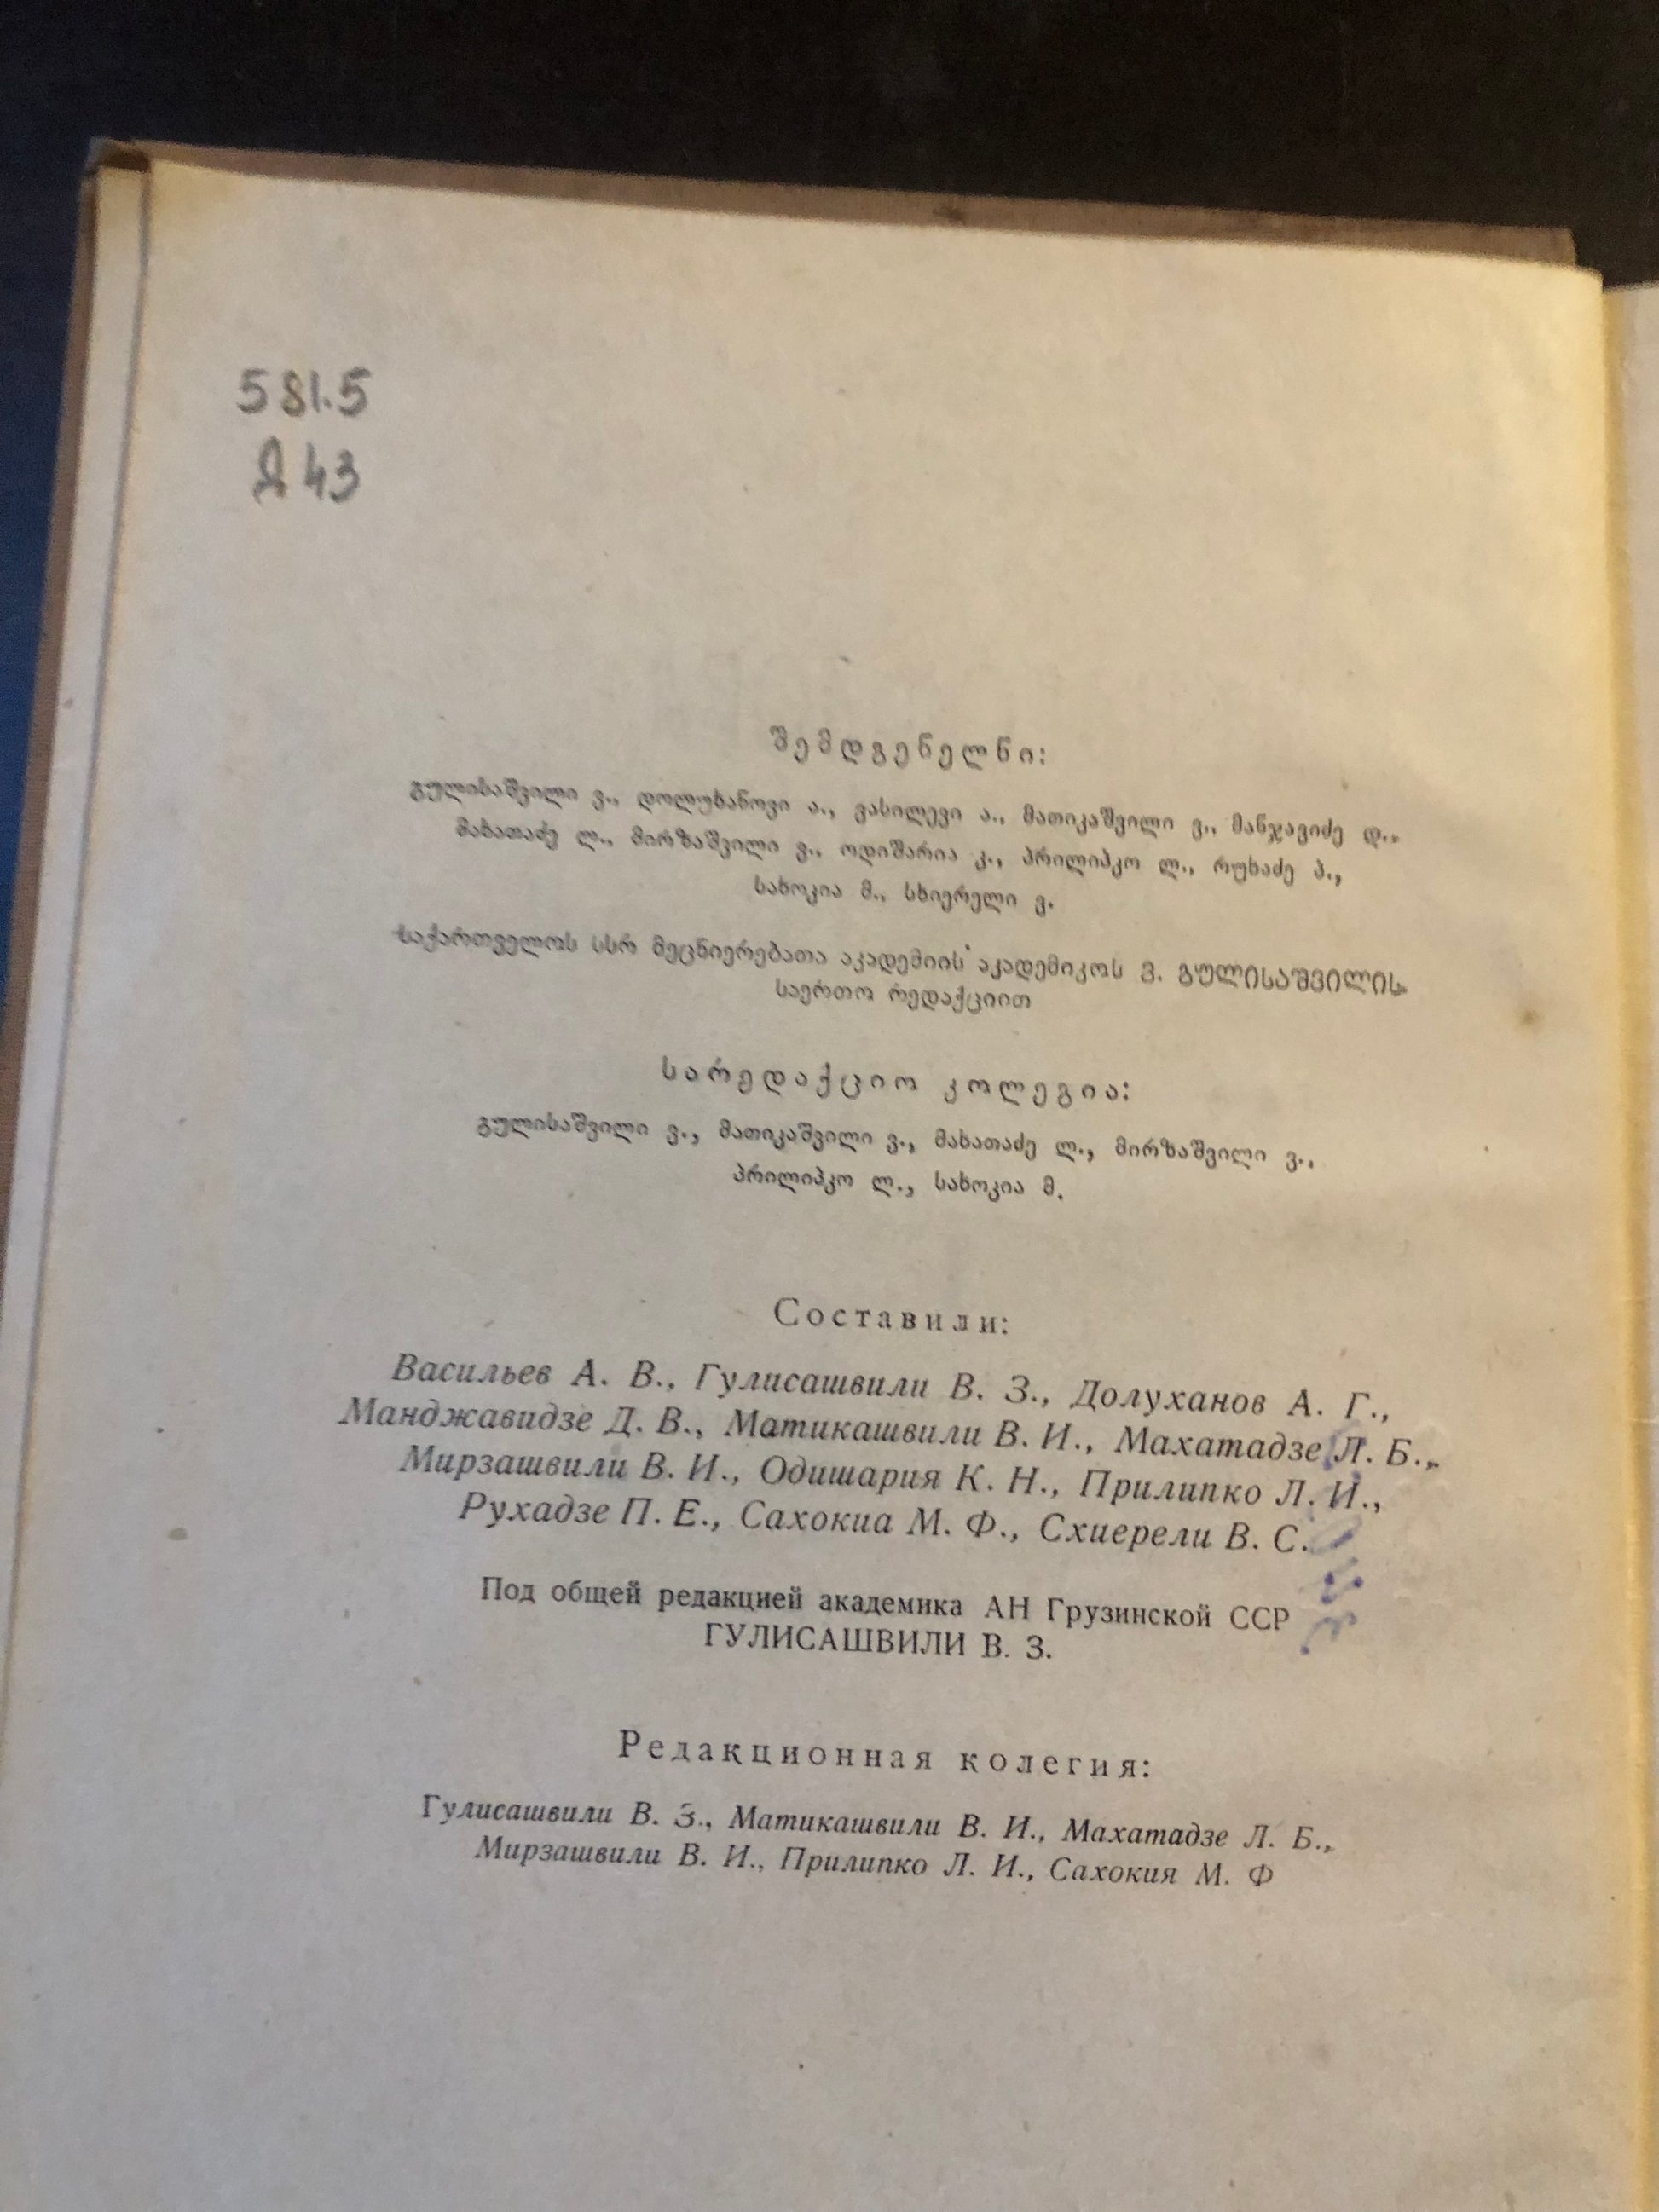 581.5
შემდგენელნი:
გულისაშვილი ვ., დოლუხანოვი ა., ვასილევი ა., მათიკაშვილი ვ., მანჯავიძე დ.,
მახათაძე ლ., მირზაშვილი ვ., ოდიშარია კ., პრილიპკო ლ., რუხაძე პ.,
სახოკია მ., სხიერელი ვ.
საქართველოს სსრ მეცნიერებათა აკადემიის აკადემიკოს ვ. გულისაშვილის
საერთო რედაქციით
სარედაქციო კოლეგია:
გულისაშვილი ვ., მათიკაშვილი ვ., მახათაძე ლ., მირზაშვილი ვ.,
პრილიპკო ლ., სახოკია მ.
Составили:
Васильев А. В., Гулисашвили В. З., Долуханов А. Г.,
Манджавидзе Д. В., Матикашвили В. И., Махатадзе Л. Б.,
Мирзашвили В. И., Одишария К. Н., Прилипко Л. И.,
Рухадзе П. Е., Сахокиа М. Ф., Схиерели В. С.
Под общей редакцией академика АН Грузинской ССР
ГУЛИСАШВИЛИ В. З.
Редакционная колегия:
Гулисашвили В. З., Матикашвили В. И., Махатадзе Л. Б.,
Мирзашвили В. И., Прилипко Л. И., Сахокия М. Ф